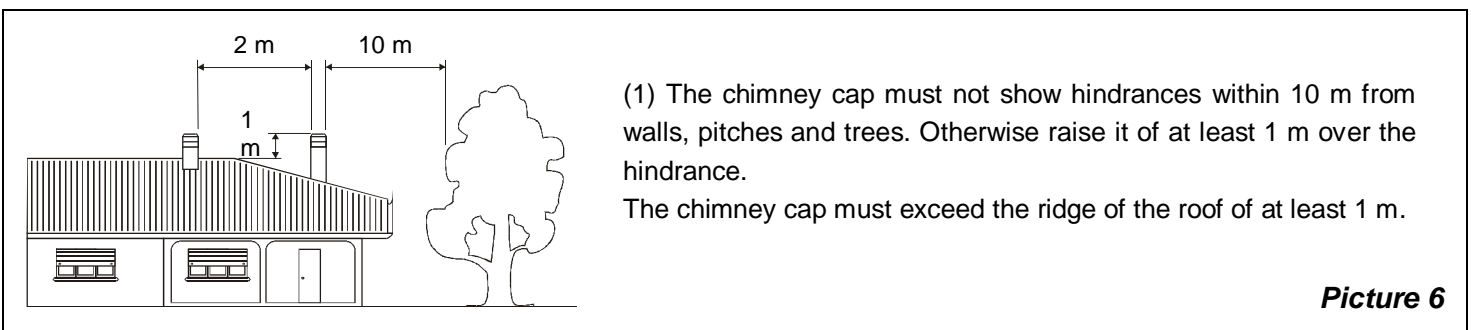 2 m
10 m
1
m
(1) The chimney cap must not show hindrances within 10 m from
walls, pitches and trees. Otherwise raise it of at least 1 m over the
hindrance.
The chimney cap must exceed the ridge of the roof of at least 1 m.
Picture 6